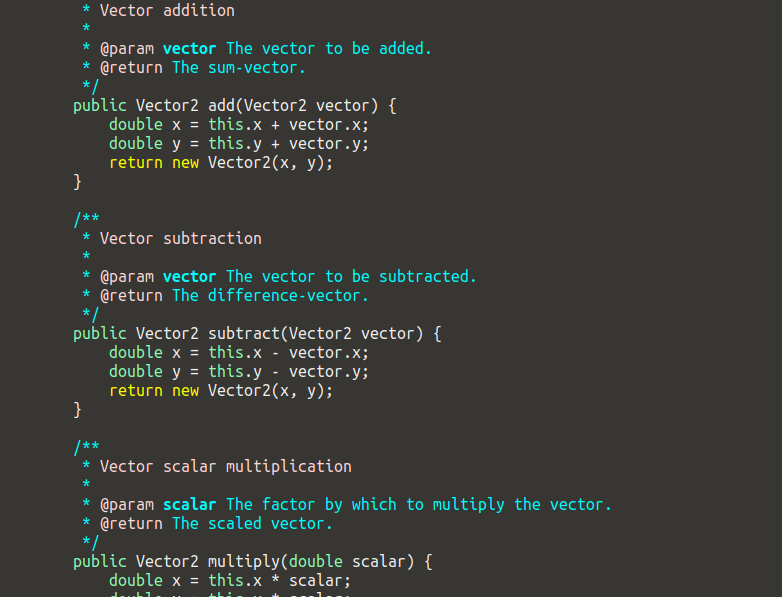 * Vector addition
*
* @param vector The vector to be added.
* @return The sum-vector.
*/
public Vector2 add(Vector2 vector) {
    double x = this.x + vector.x;
    double y = this.y + vector.y;
    return new Vector2(x, y);
}

/**
 * Vector subtraction
 *
 * @param vector The vector to be subtracted.
 * @return The difference-vector.
 */
public Vector2 subtract(Vector2 vector) {
    double x = this.x - vector.x;
    double y = this.y - vector.y;
    return new Vector2(x, y);
}

/**
 * Vector scalar multiplication
 *
 * @param scalar The factor by which to multiply the vector.
 * @return The scaled vector.
 */
public Vector2 multiply(double scalar) {
    double x = this.x * scalar;